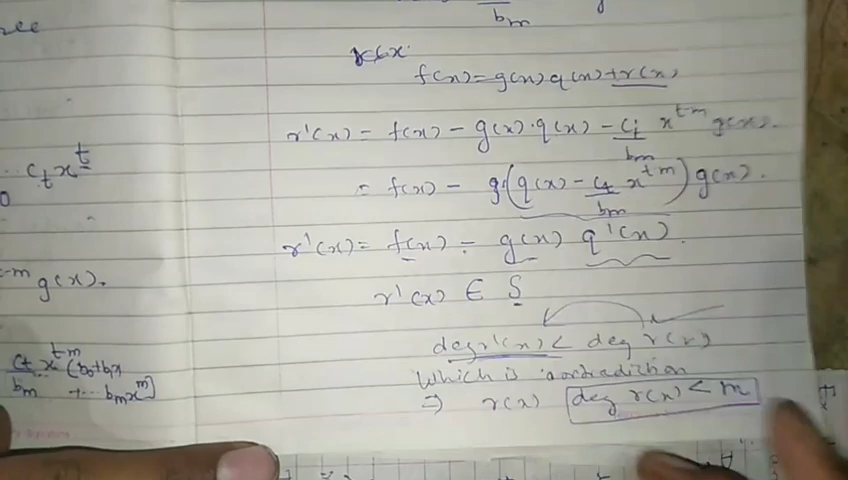 b_m
f(x) = g(x) q(x) + r(x)
r'(x) = f(x) - g(x)·q(x) - c_t/b_m x^{t-m} g(x).
.. c_t x^t
= f(x) - g(q(x) - c_t/b_m x^{t-m}) g(x).
r'(x) = f(x) - g(x) q'(x).
-m g(x).
r'(x) ∈ S
deg r'(x) < deg r(x)
c_t/b_m x^{t-m} (b_0+b_1x
+... b_m x^m]
Which is contradiction
⇒ r(x) deg r(x) < m